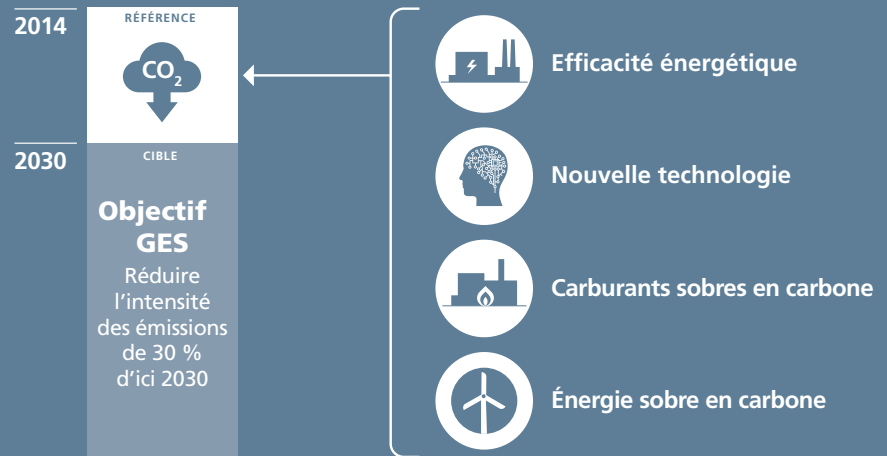 2014
RÉFÉRENCE
CO₂
2030
CIBLE
Objectif
GES
Réduire
l'intensité
des émissions
de 30 %
d'ici 2030
Efficacité énergétique
Nouvelle technologie
Carburants sobres en carbone
Énergie sobre en carbone